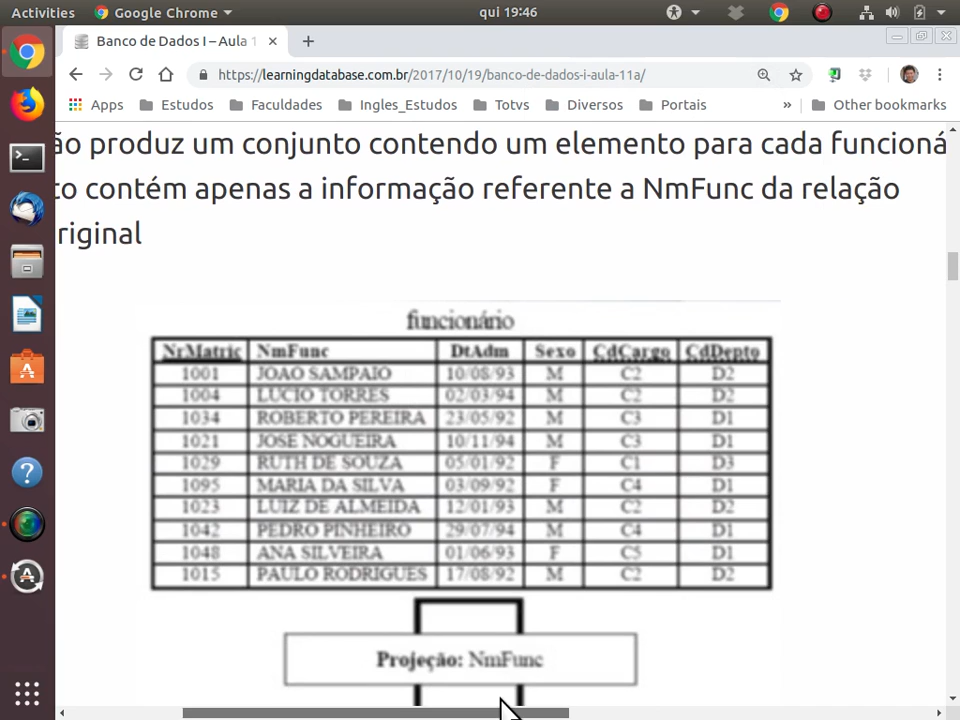 Activities Google Chrome qui 19:46
Banco de Dados I – Aula 1
https://learningdatabase.com.br/2017/10/19/banco-de-dados-i-aula-11a/
Apps Estudos Faculdades Ingles_Estudos Totvs Diversos Portais » Other bookmarks
ão produz um conjunto contendo um elemento para cada funcioná
to contém apenas a informação referente a NmFunc da relação
riginal
funcionário
NrMatric NmFunc DtAdm Sexo CdCargo CdDepto
1001 JOAO SAMPAIO 10/08/93 M C2 D2
1004 LUCIO TORRES 02/03/94 M C2 D2
1034 ROBERTO PEREIRA 23/05/92 M C3 D1
1021 JOSE NOGUEIRA 10/11/94 M C3 D1
1029 RUTH DE SOUZA 05/01/92 F C1 D3
1095 MARIA DA SILVA 03/09/92 F C4 D1
1023 LUIZ DE ALMEIDA 12/01/93 M C2 D2
1042 PEDRO PINHEIRO 29/07/94 M C4 D1
1048 ANA SILVEIRA 01/06/93 F C5 D1
1015 PAULO RODRIGUES 17/08/92 M C2 D2
Projeção: NmFunc